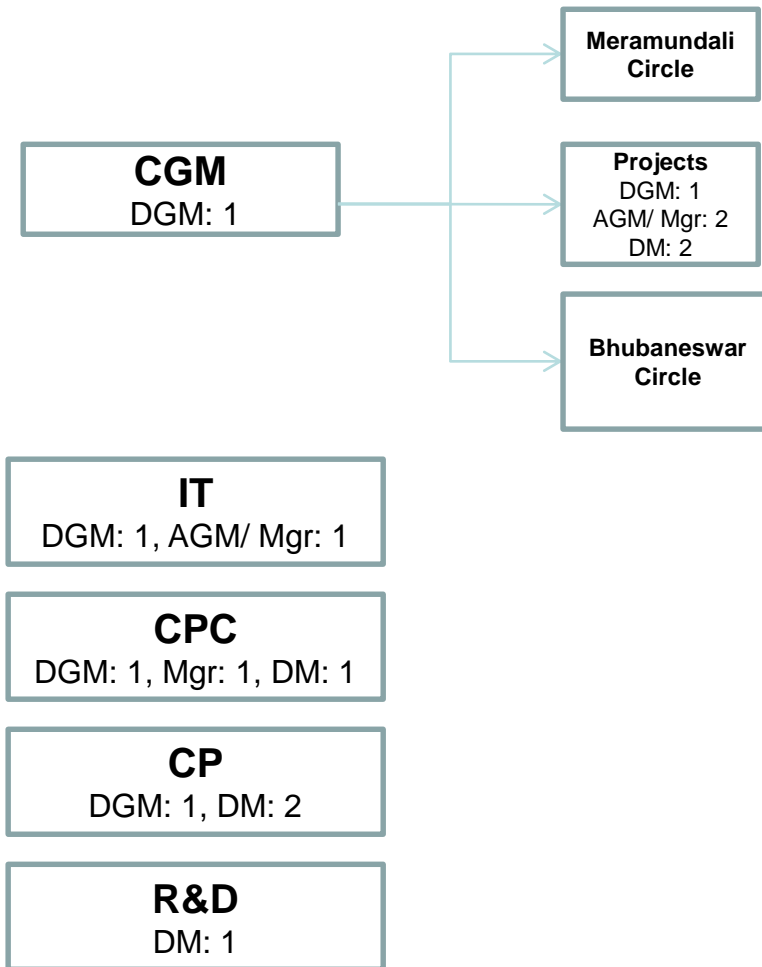 Meramundali
Circle
CGM
DGM: 1
Projects
DGM: 1
AGM/ Mgr: 2
DM: 2
Bhubaneswar
Circle
IT
DGM: 1, AGM/ Mgr: 1
CPC
DGM: 1, Mgr: 1, DM: 1
CP
DGM: 1, DM: 2
R&D
DM: 1